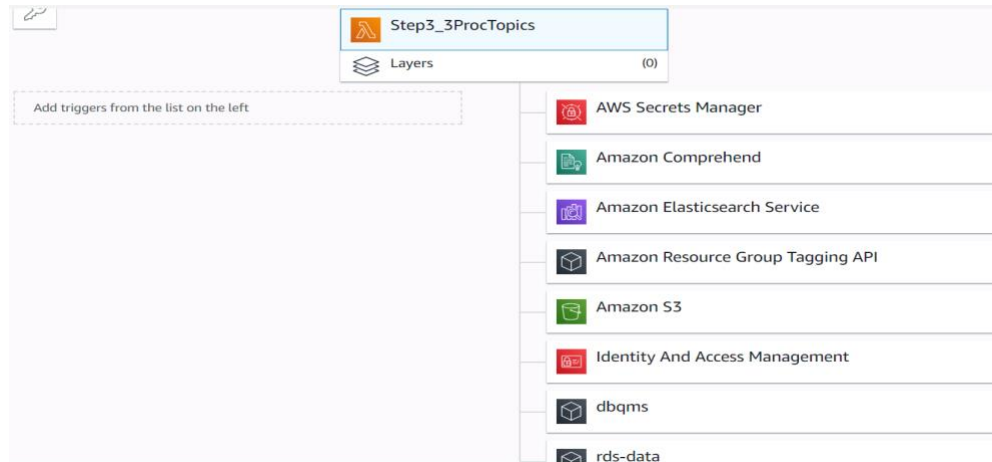 Step3_3ProcTopics
Layers (0)
Add triggers from the list on the left
AWS Secrets Manager
Amazon Comprehend
Amazon Elasticsearch Service
Amazon Resource Group Tagging API
Amazon S3
Identity And Access Management
dbqms
rds-data